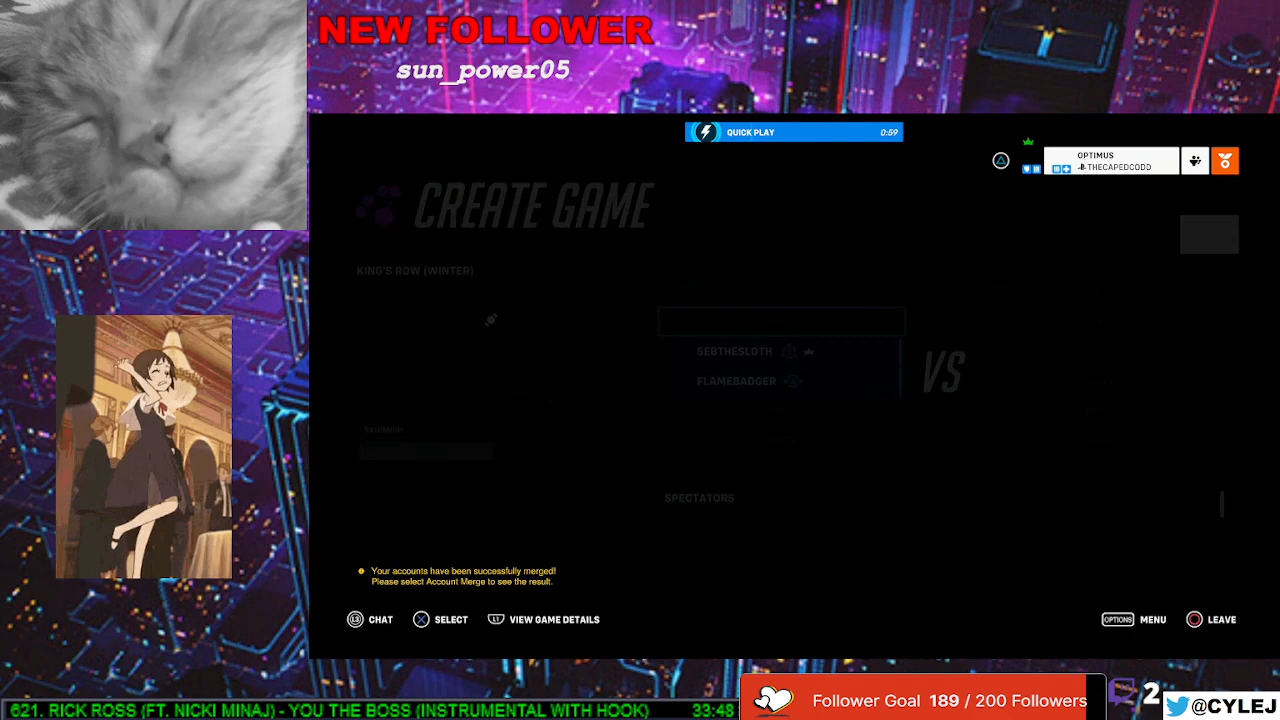 NEW FOLLOWER
sun_power05
QUICK PLAY 0:59
OPTIMUS
THECAPEDCODD
CREATE GAME
KING'S ROW (WINTER)
SEBTHESLOTH
FLAMEBADGER
VS
SKIRMISH
SPECTATORS
Your accounts have been successfully merged!
Please select Account Merge to see the result.
L3 CHAT SELECT L1 VIEW GAME DETAILS OPTIONS MENU LEAVE
Follower Goal 189 / 200 Followers
2
@CYLEJ
621. RICK ROSS (FT. NICKI MINAJ) - YOU THE BOSS (INSTRUMENTAL WITH HOOK) 33:48